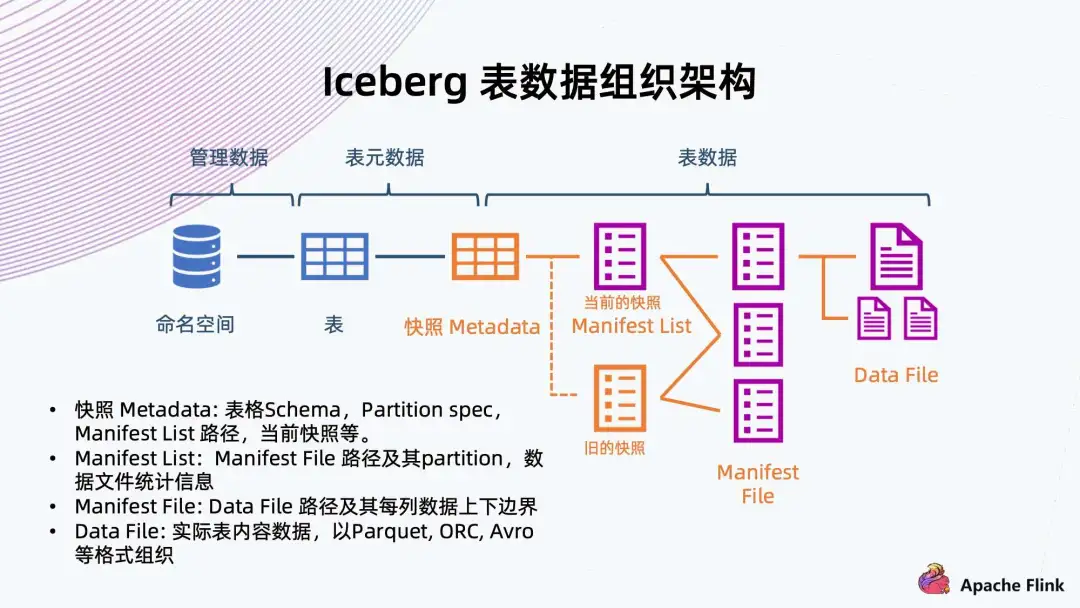 Iceberg 表数据组织架构
管理数据
表元数据
表数据
命名空间
表
快照 Metadata
当前的快照
Manifest List
旧的快照
Manifest
File
Data File
• 快照 Metadata: 表格Schema，Partition spec，
Manifest List 路径，当前快照等。
• Manifest List：Manifest File 路径及其partition，数
据文件统计信息
• Manifest File: Data File 路径及其每列数据上下边界
• Data File: 实际表内容数据，以Parquet, ORC, Avro
等格式组织
Apache Flink